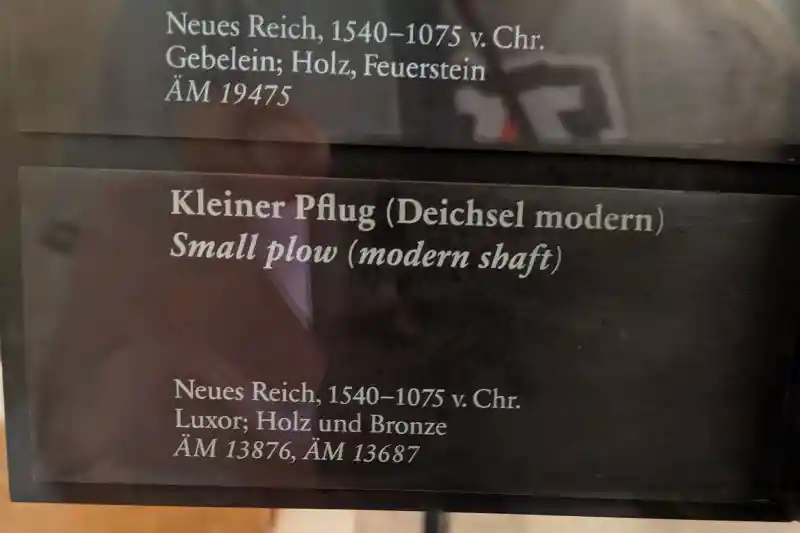 Neues Reich, 1540–1075 v. Chr.
Gebelein; Holz, Feuerstein
ÄM 19475
Kleiner Pflug (Deichsel modern)
Small plow (modern shaft)
Neues Reich, 1540–1075 v. Chr.
Luxor; Holz und Bronze
ÄM 13876, ÄM 13687